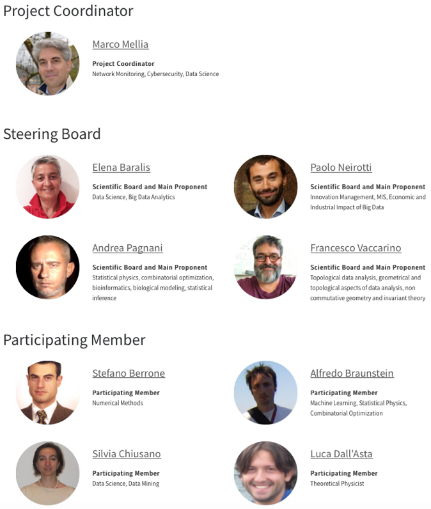 Project Coordinator
Marco Mellia
Project Coordinator
Network Monitoring, Cybersecurity, Data Science
Steering Board
Elena Baralis
Scientific Board and Main Proponent
Data Science, Big Data Analytics
Paolo Neirotti
Scientific Board and Main Proponent
Innovation Management, MIS, Economic and
Industrial Impact of Big Data
Andrea Pagnani
Scientific Board and Main Proponent
Statistical physics, combinatorial optimization,
bioinformatics, biological modeling, statistical
inference
Francesco Vaccarino
Scientific Board and Main Proponent
Topological data analysis, geometrical and
topological aspects of data analysis, non
commutative geometry and invariant theory
Participating Member
Stefano Berrone
Participating Member
Numerical Methods
Alfredo Braunstein
Participating Member
Machine Learning, Statistical Physics,
Combinatorial Optimization
Silvia Chiusano
Participating Member
Data Science, Data Mining
Luca Dall'Asta
Participating Member
Theoretical Physicist